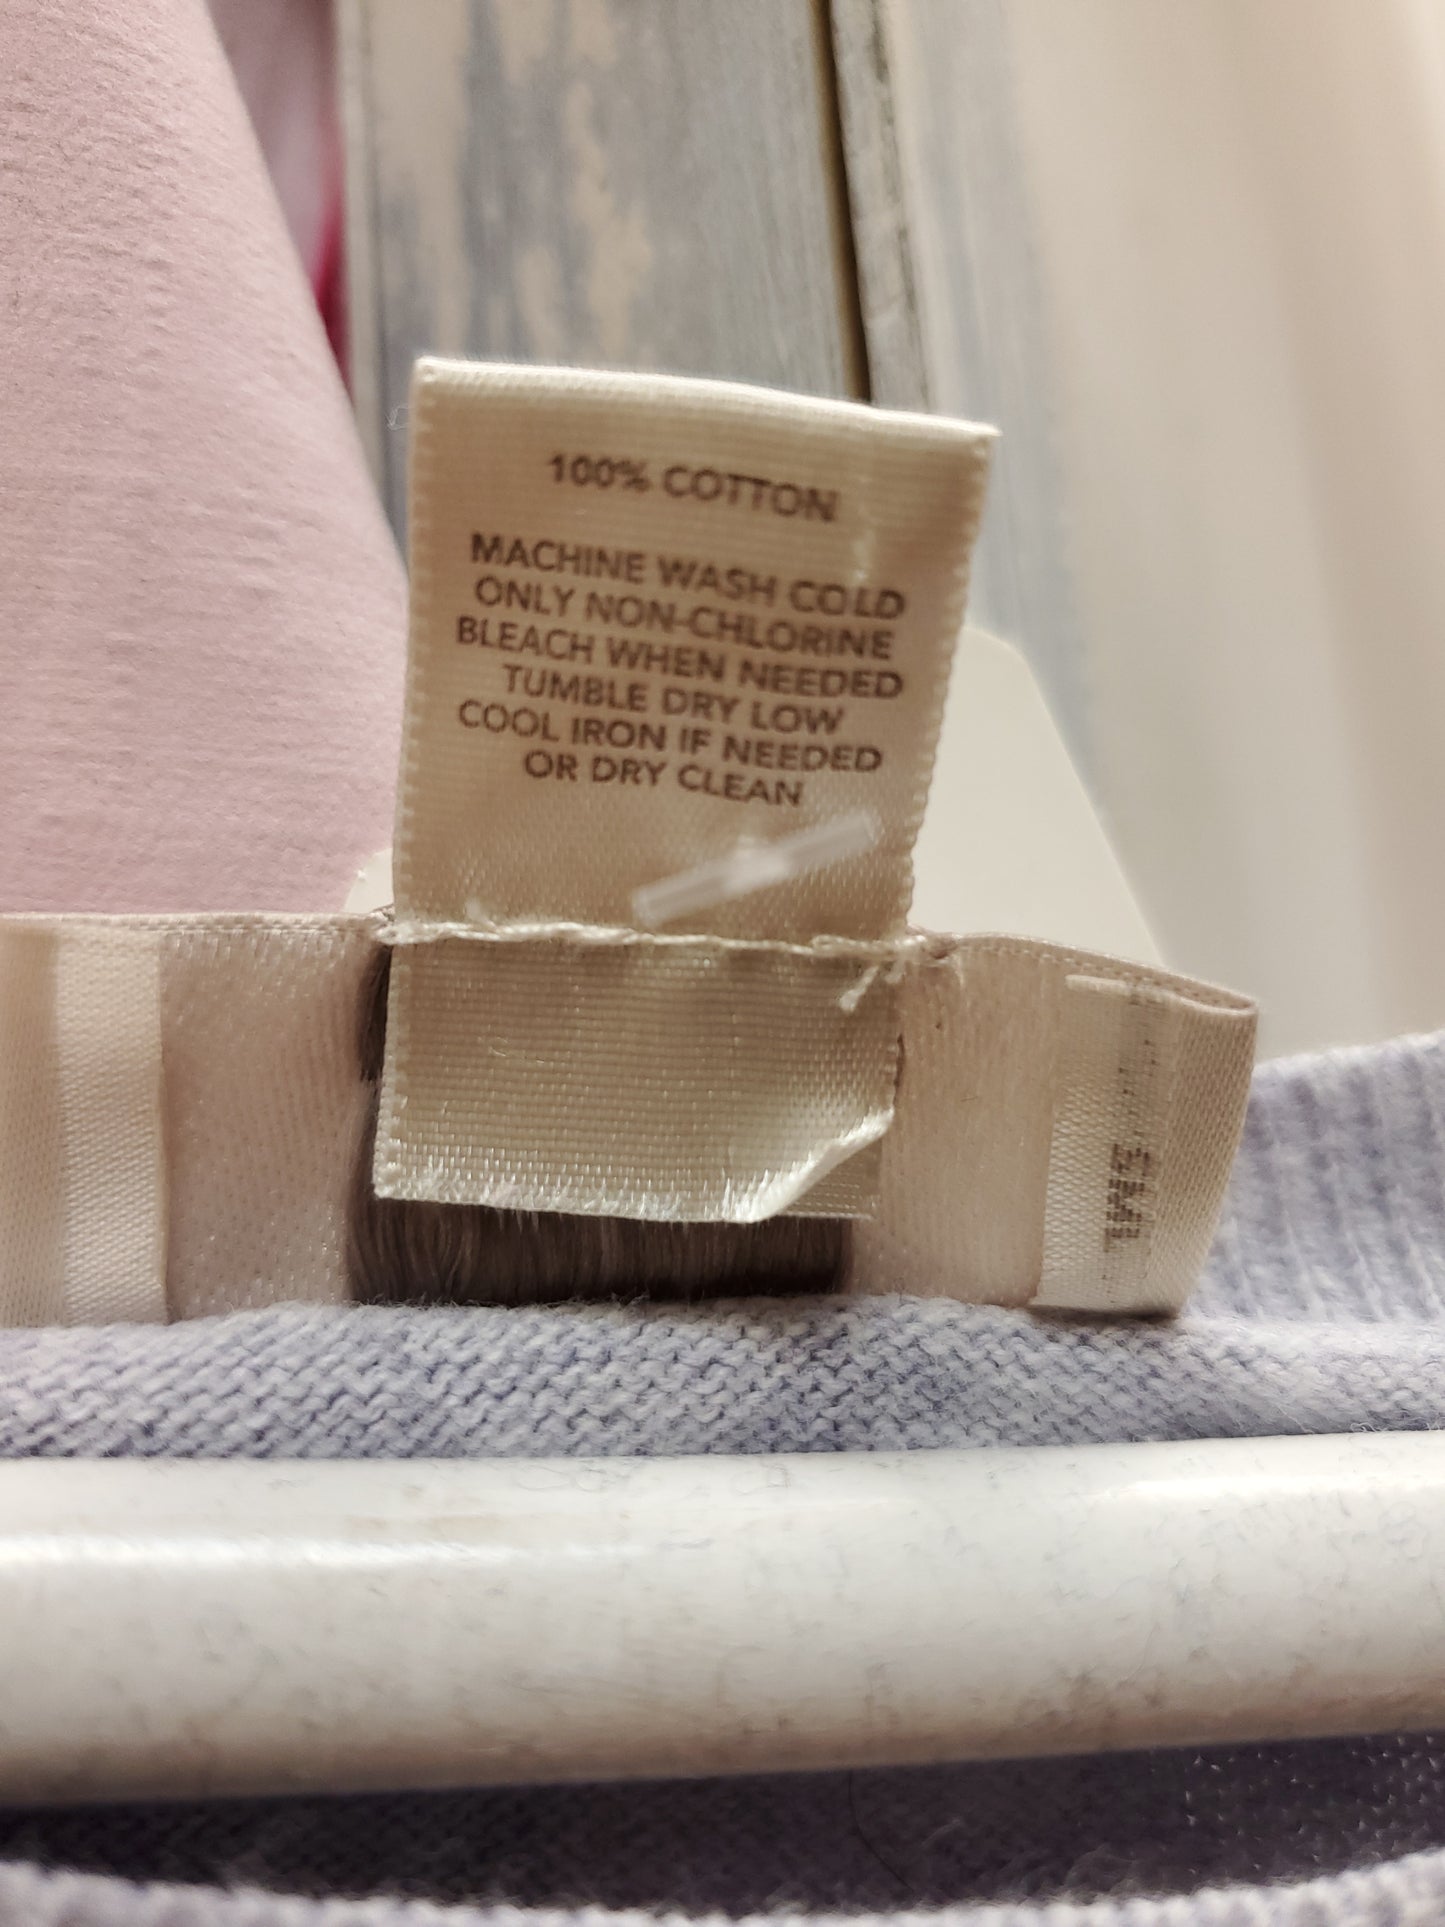 100% COTTON
MACHINE WASH COLD
ONLY NON-CHLORINE
BLEACH WHEN NEEDED
TUMBLE DRY LOW
COOL IRON IF NEEDED
OR DRY CLEAN